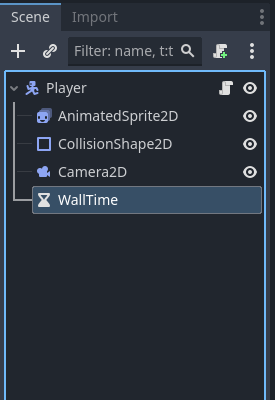 Scene Import
Filter: name, t:t
Player
AnimatedSprite2D
CollisionShape2D
Camera2D
WallTime